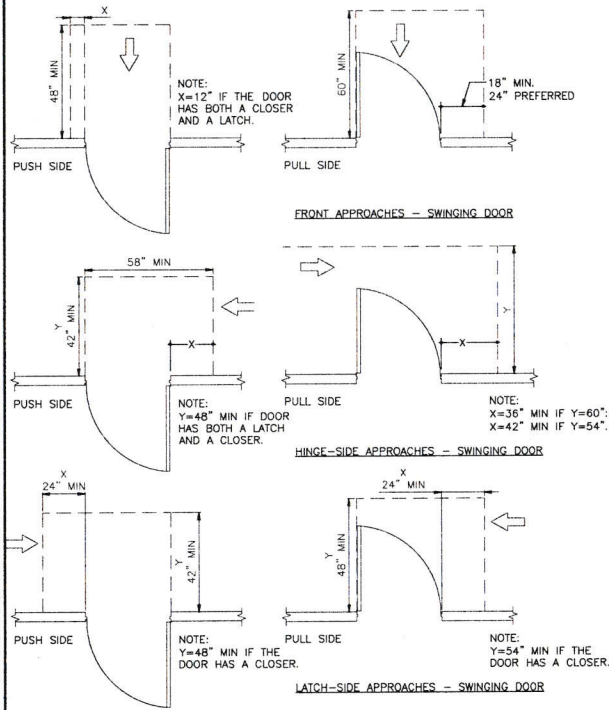 X
48" MIN
NOTE:
X=12" IF THE DOOR
HAS BOTH A CLOSER
AND A LATCH.
PUSH SIDE
60" MIN
18" MIN.
24" PREFERRED
PULL SIDE
FRONT APPROACHES – SWINGING DOOR
58" MIN
Y
42" MIN
X
PUSH SIDE
NOTE:
Y=48" MIN IF DOOR
HAS BOTH A LATCH
AND A CLOSER.
Y
X
PULL SIDE
NOTE:
X=36" MIN IF Y=60";
X=42" MIN IF Y=54".
HINGE-SIDE APPROACHES – SWINGING DOOR
X
24" MIN
Y
42" MIN
PUSH SIDE
NOTE:
Y=48" MIN IF THE
DOOR HAS A CLOSER.
X
24" MIN
Y
48" MIN
PULL SIDE
NOTE:
Y=54" MIN IF THE
DOOR HAS A CLOSER.
LATCH-SIDE APPROACHES – SWINGING DOOR